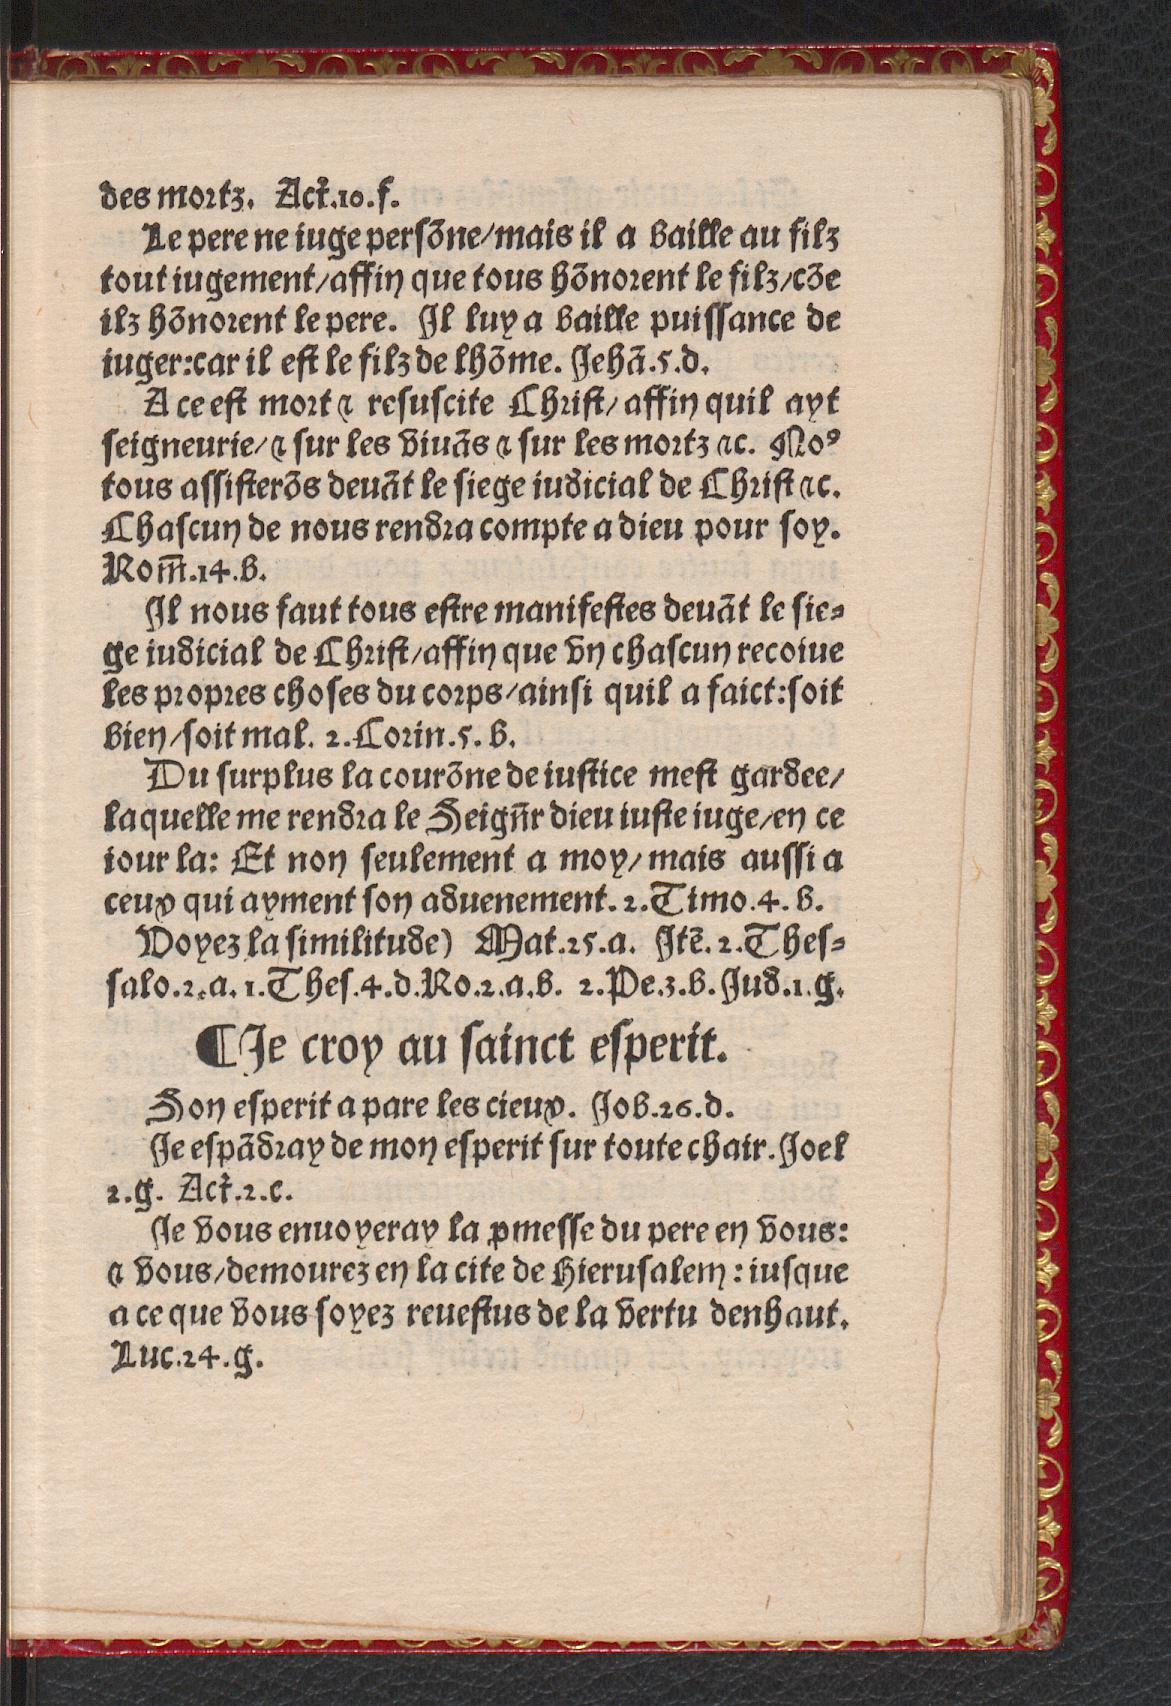 des mortz. Act̃.10.f.
Le pere ne iuge persõne/mais il a baille au filz
tout iugement/affin que tous hõnorent le filz/cõe
ilz hõnorent le pere. Il luy a baille puissance de
iuger:car il est le filz de lhõme. Jehã.5.d.
A ce est mort ⁊ resuscite Christ/affin quil ayt
seigneurie/⁊ sur les viuãs ⁊ sur les mortz ⁊c. Noꝰ
tous assisterõs deuãt le siege iudicial de Christ ⁊c.
Chascun de nous rendra compte a dieu pour soy.
Rom̃.14.b.
Il nous faut tous estre manifestes deuãt le sie⸗
ge iudicial de Christ/affin que vn chascun recoiue
les propres choses du corps/ainsi quil a faict:soit
bien/soit mal. 2.Corin.5.b.
Du surplus la courõne de iustice mest gardee/
laquelle me rendra le Seigñr dieu iuste iuge/en ce
iour la: Et non seulement a moy/mais aussi a
ceux qui ayment son aduenement. 2.Timo.4.b.
Voyez la similitude) Mat.25.a. Itẽ.2.Thes⸗
salo.2.a.1.Thes.4.d.Ro.2.a.b. 2.Pe.3.b.Jud.1.g.
¶Je croy au sainct esperit.
Son esperit a pare les cieux. Job.26.d.
Je espãdray de mon esperit sur toute chair. Joel
2.g. Act̃.2.c.
Je vous enuoyeray la ꝓmesse du pere en vous:
⁊ vous/demourez en la cite de Hierusalem:iusque
a ce que vous soyez reuestus de la vertu denhaut.
Luc.24.g.